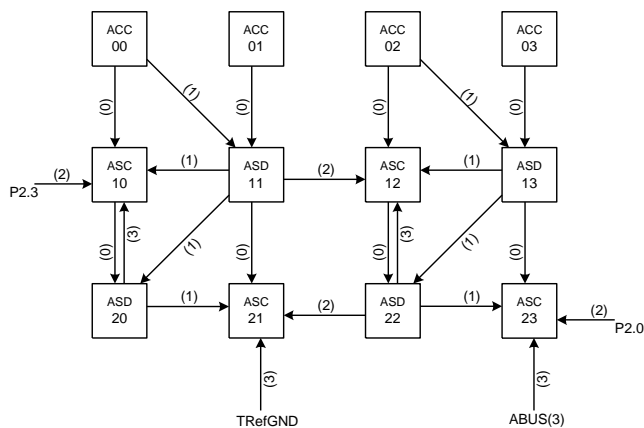 ACC ACC ACC ACC
00 01 02 03
(1) (1)
(0) (0) (0) (0)
ASC ASD ASC ASD
10 11 12 13
(2) (1) (2) (1)
P2.3
(0) (3) (1) (0) (0) (3) (1) (0)
ASD ASC ASD ASC
20 21 22 23
(1) (2) (1) (2)
P2.0
(3) (3)
TRefGND ABUS(3)